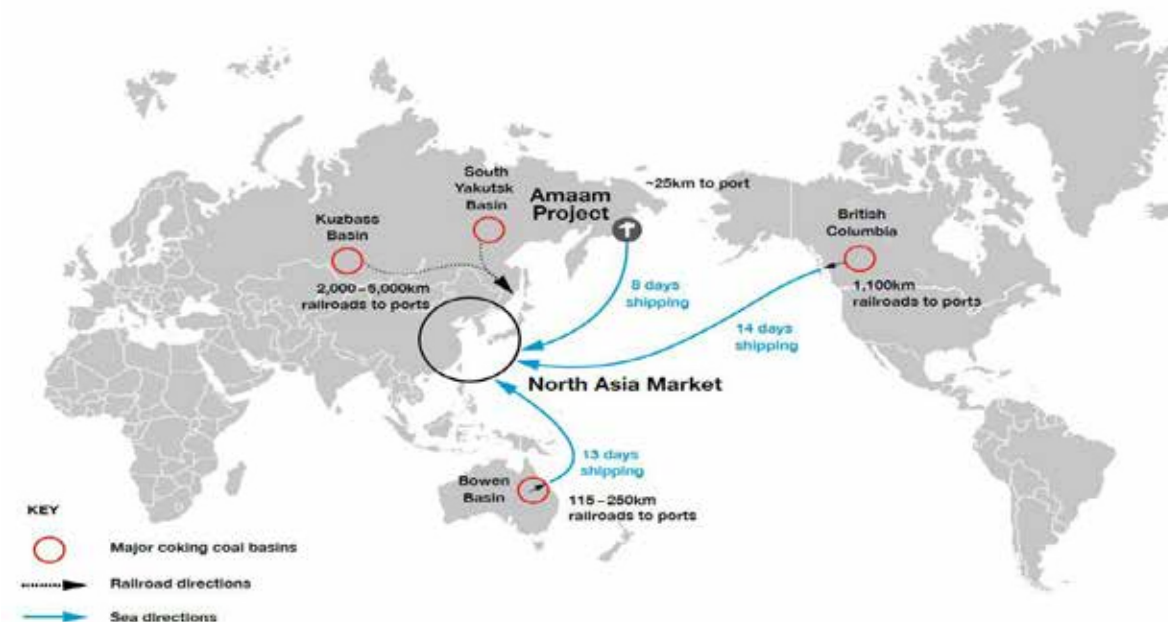 South
Yakutsk
Basin
Amaam
Project
~25km to port
Kuzbass
Basin
British
Columbia
2,000–5,000km
railroads to ports
8 days
shipping
1,100km
railroads to ports
14 days
shipping
North Asia Market
13 days
shipping
Bowen
Basin
115–250km
railroads to ports
KEY
Major coking coal basins
Railroad directions
Sea directions